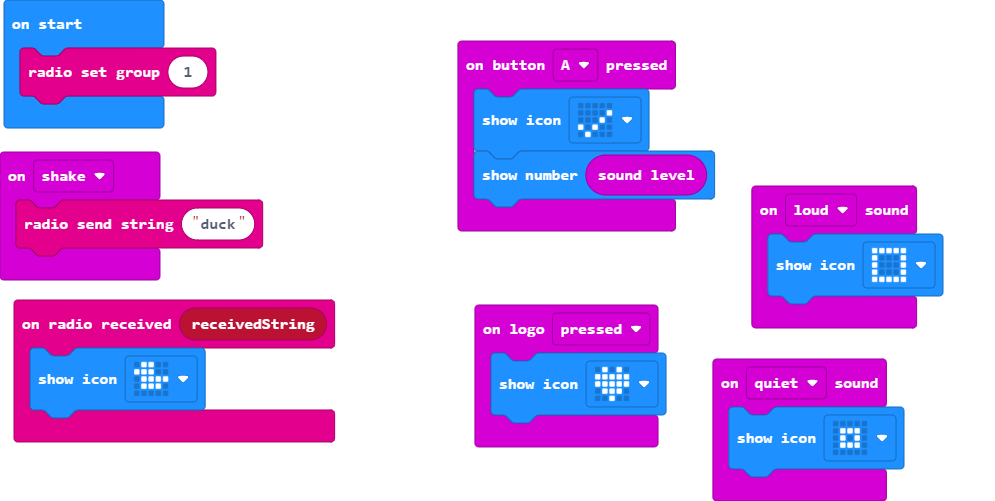 on start
radio set group 1
on shake
radio send string "duck"
on radio received receivedString
show icon
on button A pressed
show icon
show number sound level
on logo pressed
show icon
on loud sound
show icon
on quiet sound
show icon